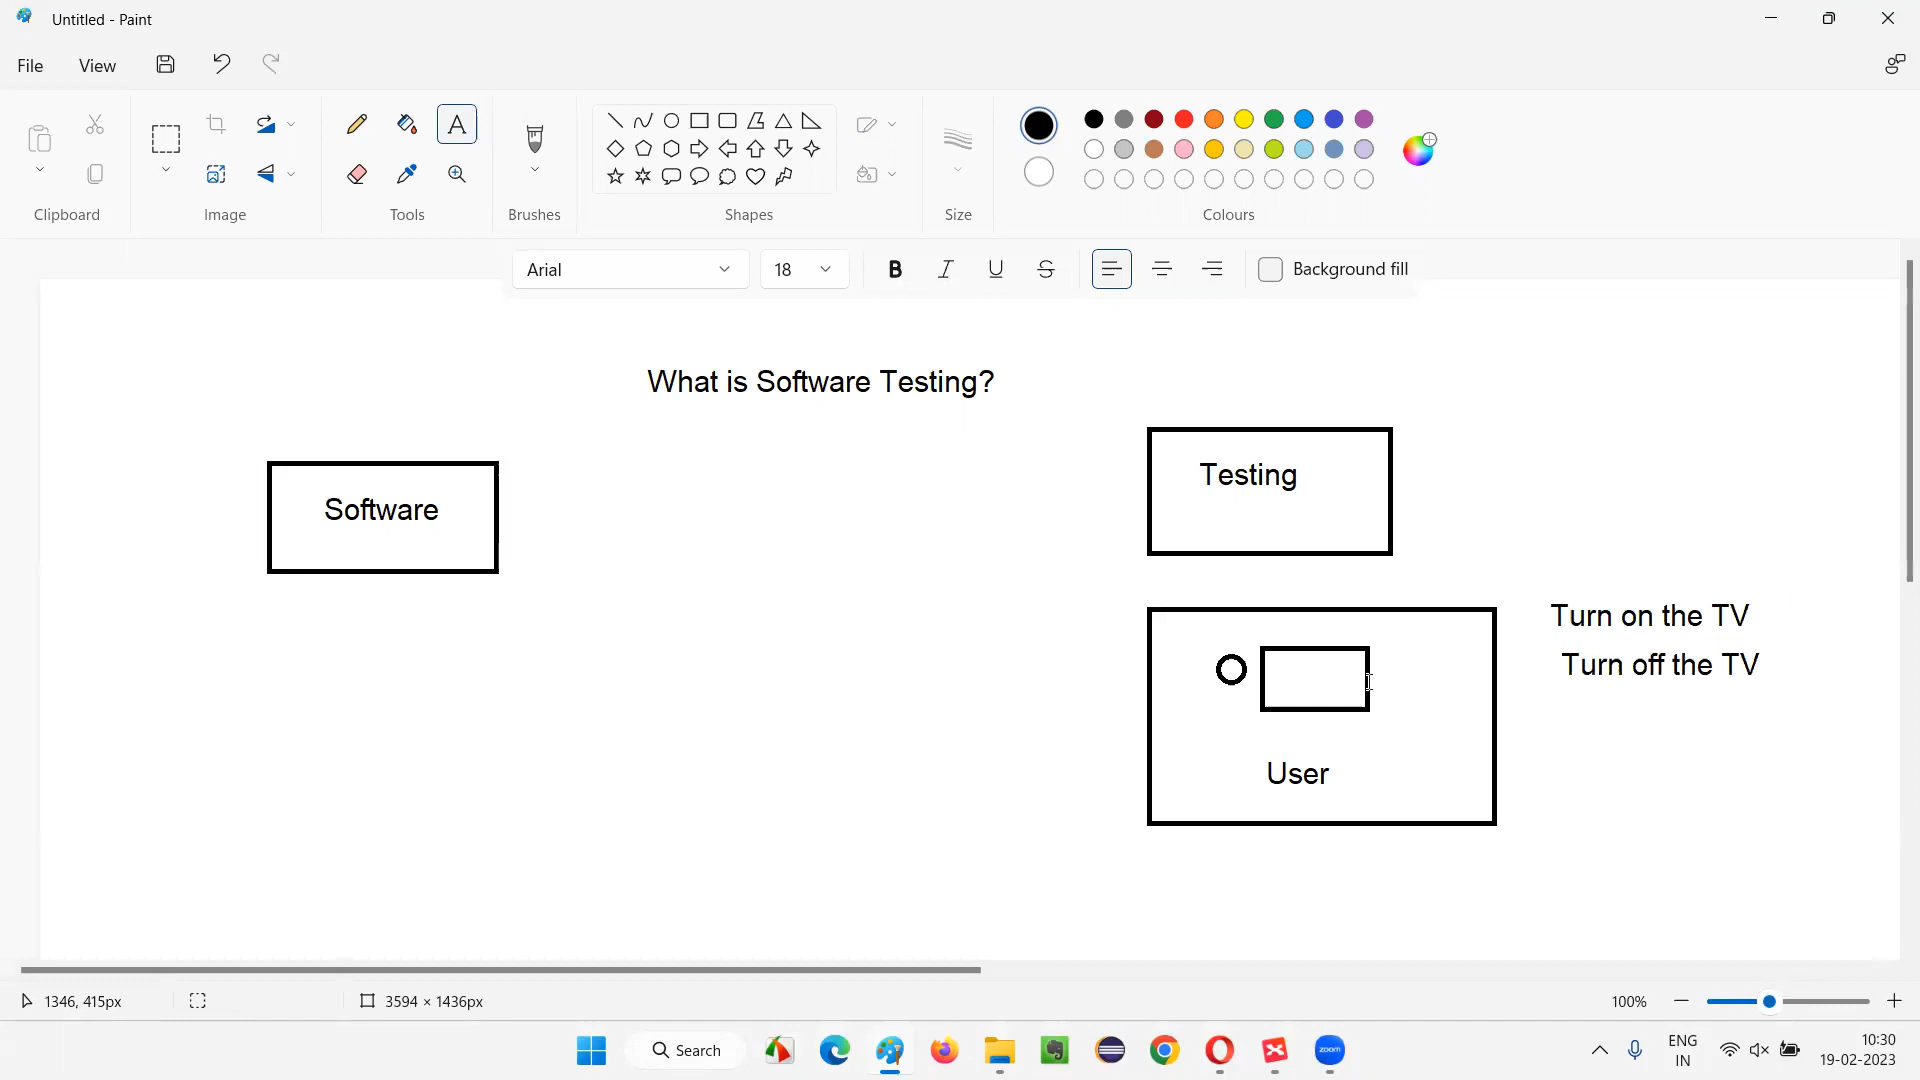 Untitled - Paint
File
View
Clipboard
Image
Tools
Brushes
Shapes
Size
Colours
Arial
18
B
I
U
S
Background fill
What is Software Testing?
Testing
Software
Turn on the TV
Turn off the TV
User
1346, 415px
3594 × 1436px
100%
Search
zoom
ENG
IN
10:30
19-02-2023